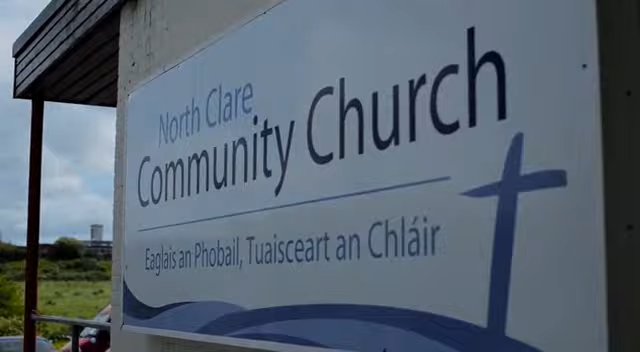 North Clare
Community Church
Eaglais an Phobail, Tuaisceart an Chláir